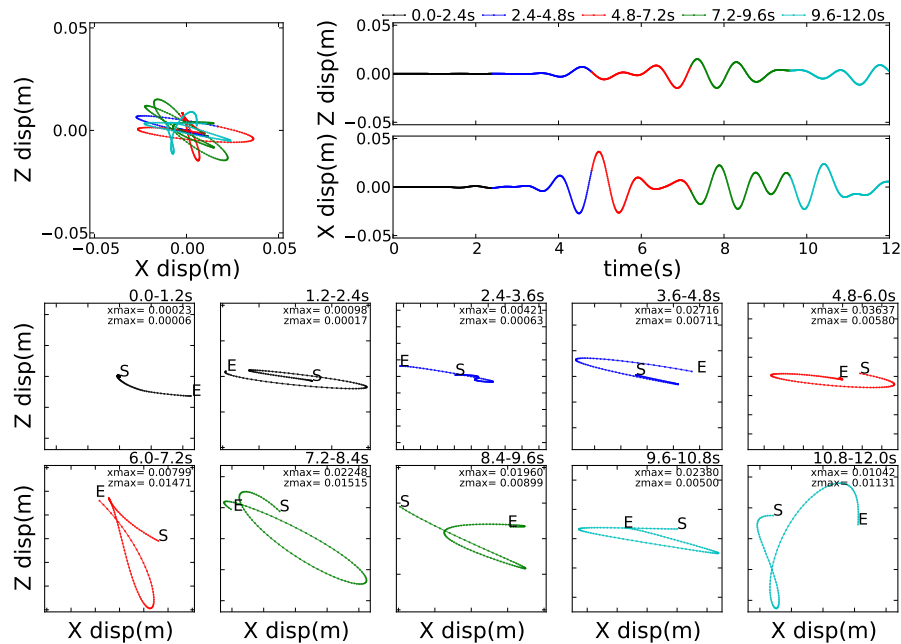 0.0-2.4s 2.4-4.8s 4.8-7.2s 7.2-9.6s 9.6-12.0s
0.05
0.00
−0.05
Z disp(m)
−0.05 0.00 0.05
X disp(m)
0.05
0.00
−0.05
Z disp(m)
0.05
0.00
−0.05
X disp(m)
0 2 4 6 8 10 12
time(s)
0.0-1.2s
xmax= 0.00023
zmax= 0.00006
S
E
Z disp(m)
1.2-2.4s
xmax= 0.00098
zmax= 0.00017
E
S
2.4-3.6s
xmax= 0.00421
zmax= 0.00063
E
S
3.6-4.8s
xmax= 0.02716
zmax= 0.00711
S
E
4.8-6.0s
xmax= 0.03637
zmax= 0.00580
E
S
6.0-7.2s
xmax= 0.00799
zmax= 0.01471
E
S
Z disp(m)
X disp(m)
7.2-8.4s
xmax= 0.02248
zmax= 0.01515
E
S
X disp(m)
8.4-9.6s
xmax= 0.01960
zmax= 0.00899
S
E
X disp(m)
9.6-10.8s
xmax= 0.02380
zmax= 0.00500
E
S
X disp(m)
10.8-12.0s
xmax= 0.01042
zmax= 0.01131
S
E
X disp(m)